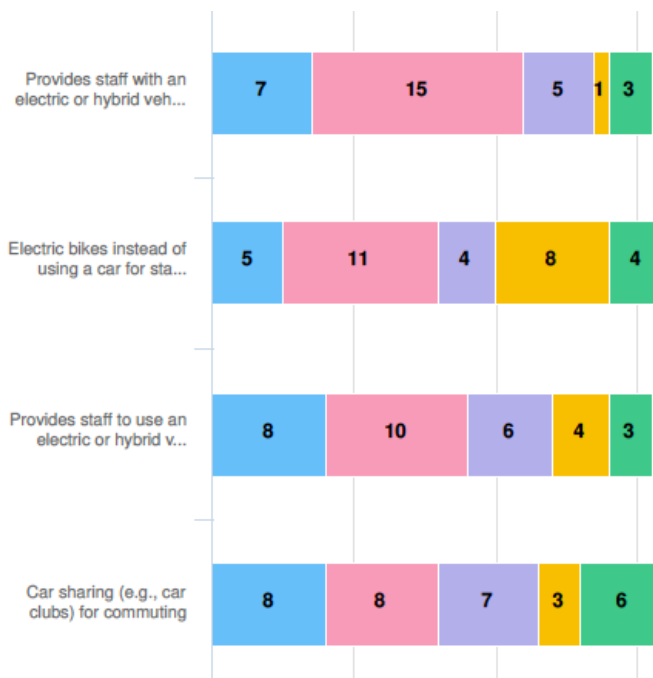 Provides staff with an
electric or hybrid veh...
7 15 5 1 3
Electric bikes instead of
using a car for sta...
5 11 4 8 4
Provides staff to use an
electric or hybrid v...
8 10 6 4 3
Car sharing (e.g., car
clubs) for commuting
8 8 7 3 6